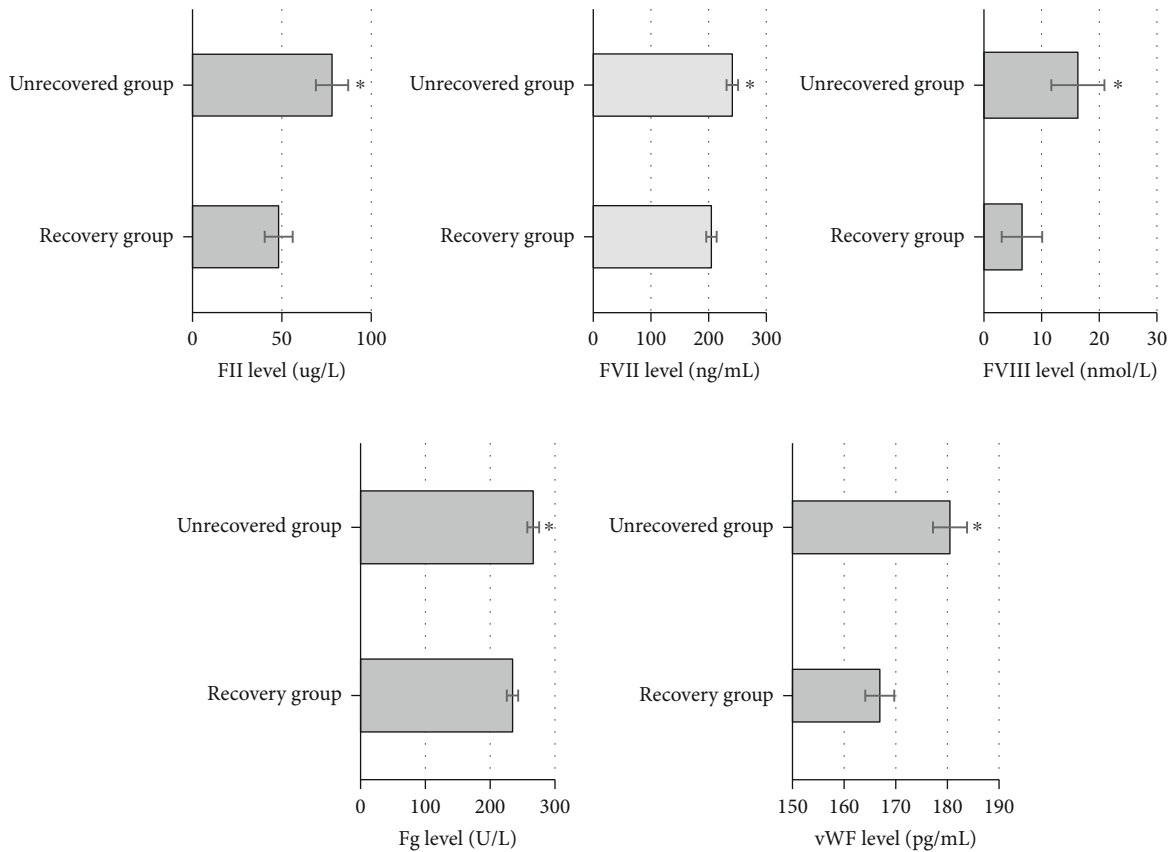 Unrecovered group
*
Recovery group
0 50 100
FII level (ug/L)
Unrecovered group
*
Recovery group
0 100 200 300
FVII level (ng/mL)
Unrecovered group
*
Recovery group
0 10 20 30
FVIII level (nmol/L)
Unrecovered group
*
Recovery group
0 100 200 300
Fg level (U/L)
Unrecovered group
*
Recovery group
150 160 170 180 190
vWF level (pg/mL)